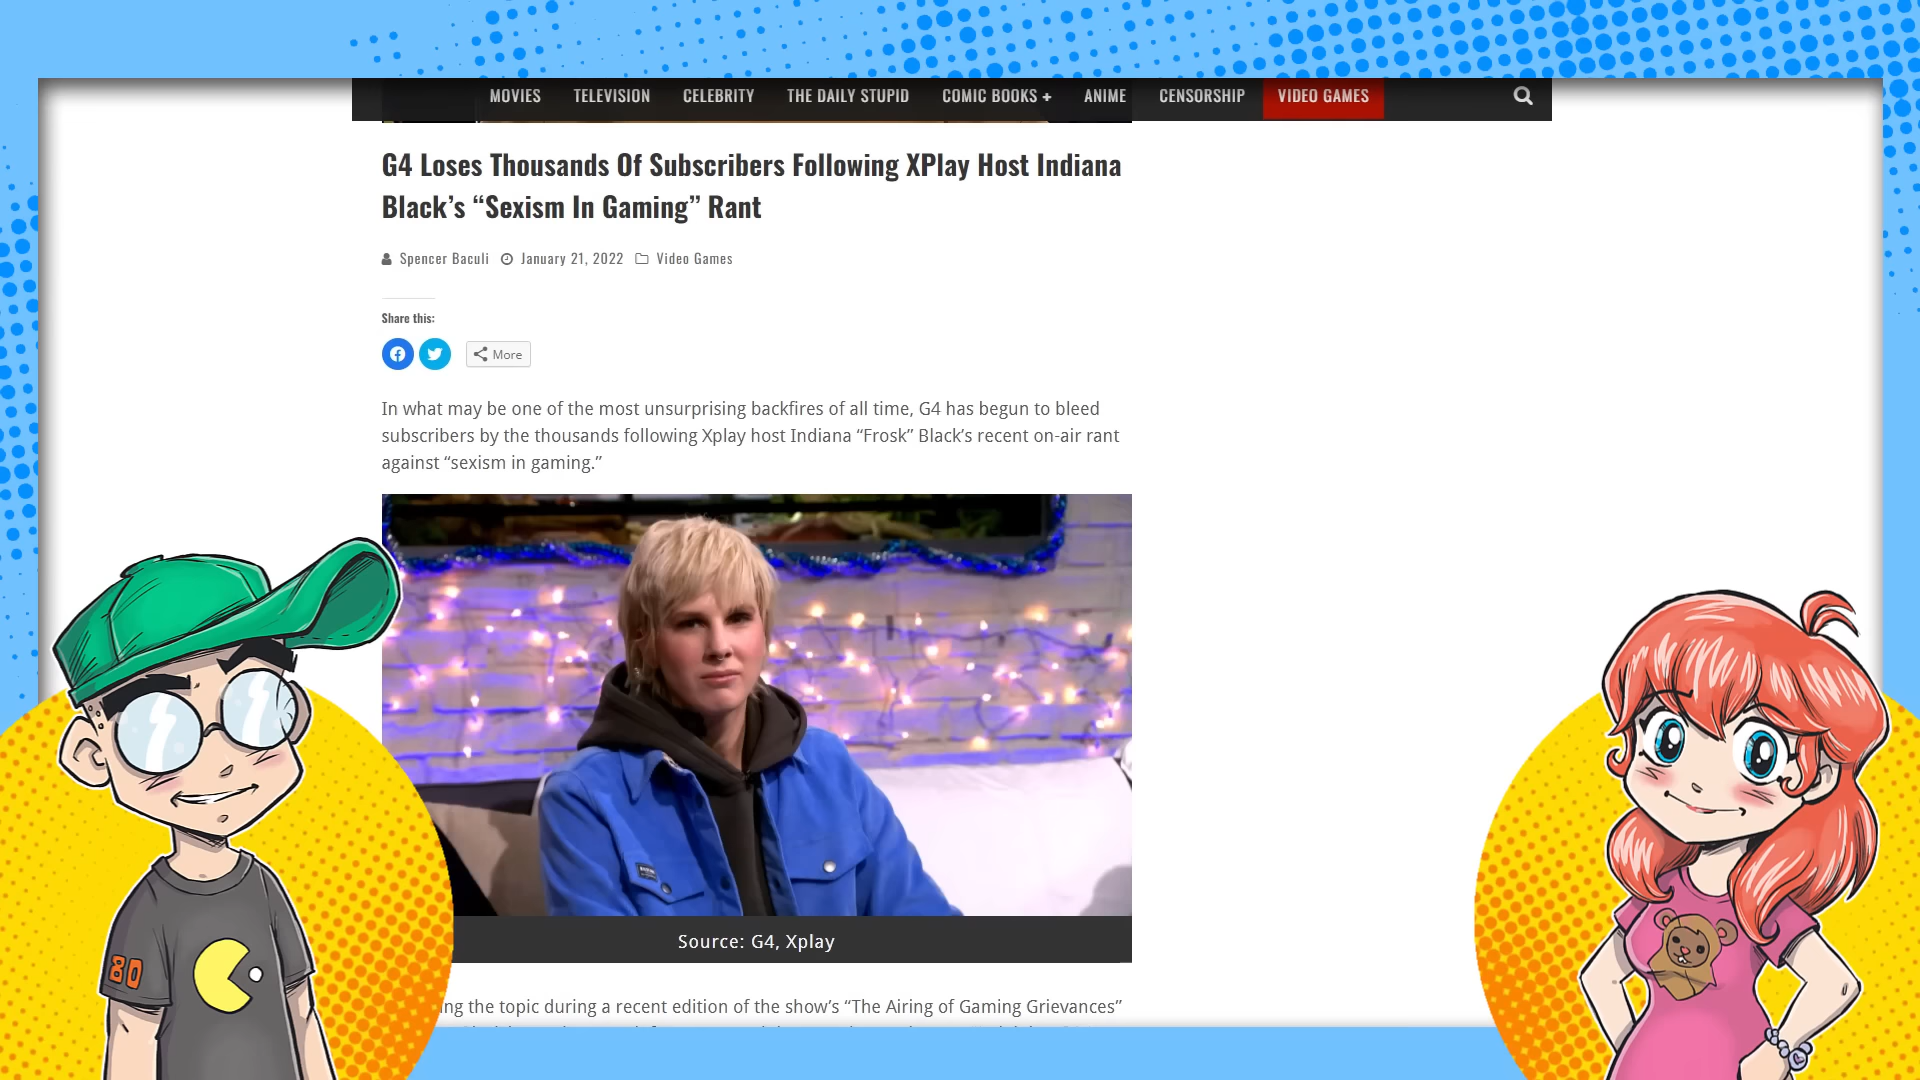 MOVIES TELEVISION CELEBRITY THE DAILY STUPID COMIC BOOKS + ANIME CENSORSHIP VIDEO GAMES
G4 Loses Thousands Of Subscribers Following XPlay Host Indiana
Black’s “Sexism In Gaming” Rant
Spencer Baculi January 21, 2022 Video Games
Share this:
More
In what may be one of the most unsurprising backfires of all time, G4 has begun to bleed
subscribers by the thousands following Xplay host Indiana “Frosk” Black’s recent on-air rant
against “sexism in gaming.”
Source: G4, Xplay
80
ing the topic during a recent edition of the show’s “The Airing of Gaming Grievances”